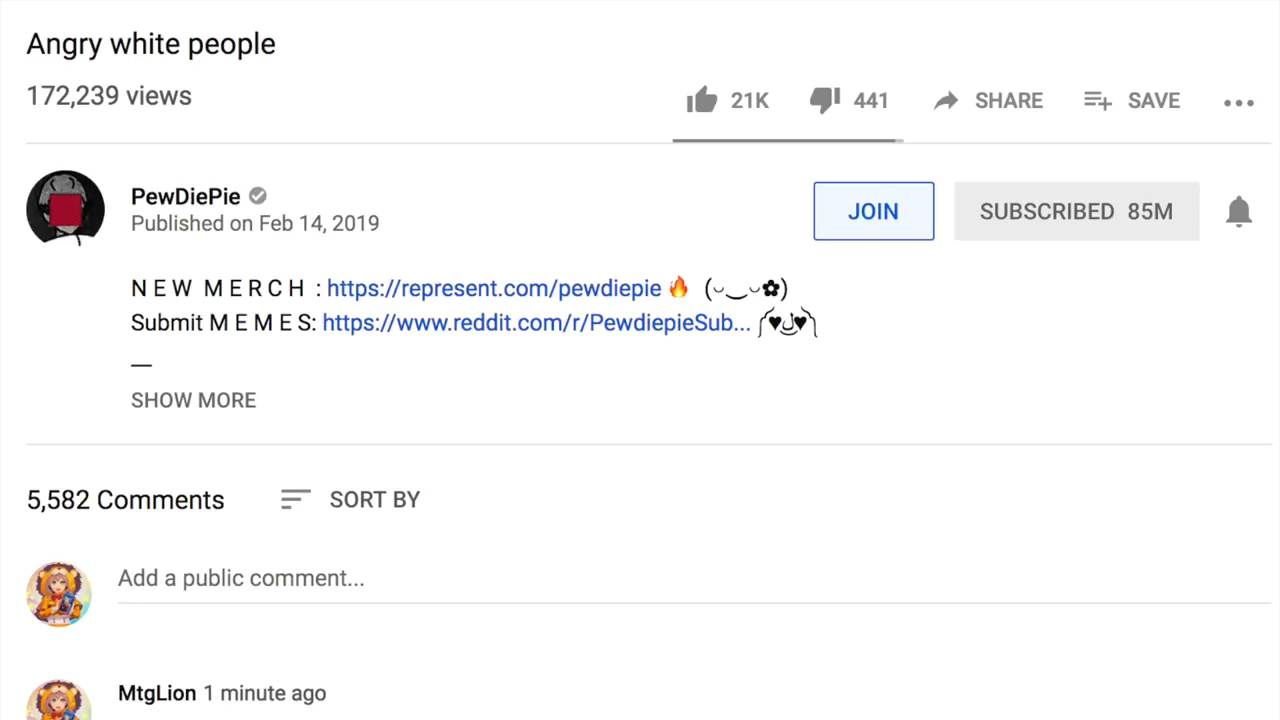 Angry white people
172,239 views
21K 441 SHARE SAVE
PewDiePie
Published on Feb 14, 2019
JOIN SUBSCRIBED 85M
N E W M E R C H : https://represent.com/pewdiepie 🔥 (◡‿◡✿)
Submit M E M E S: https://www.reddit.com/r/PewdiepieSub... ༼♥ل͜♥༽
—
SHOW MORE
5,582 Comments SORT BY
Add a public comment...
MtgLion 1 minute ago